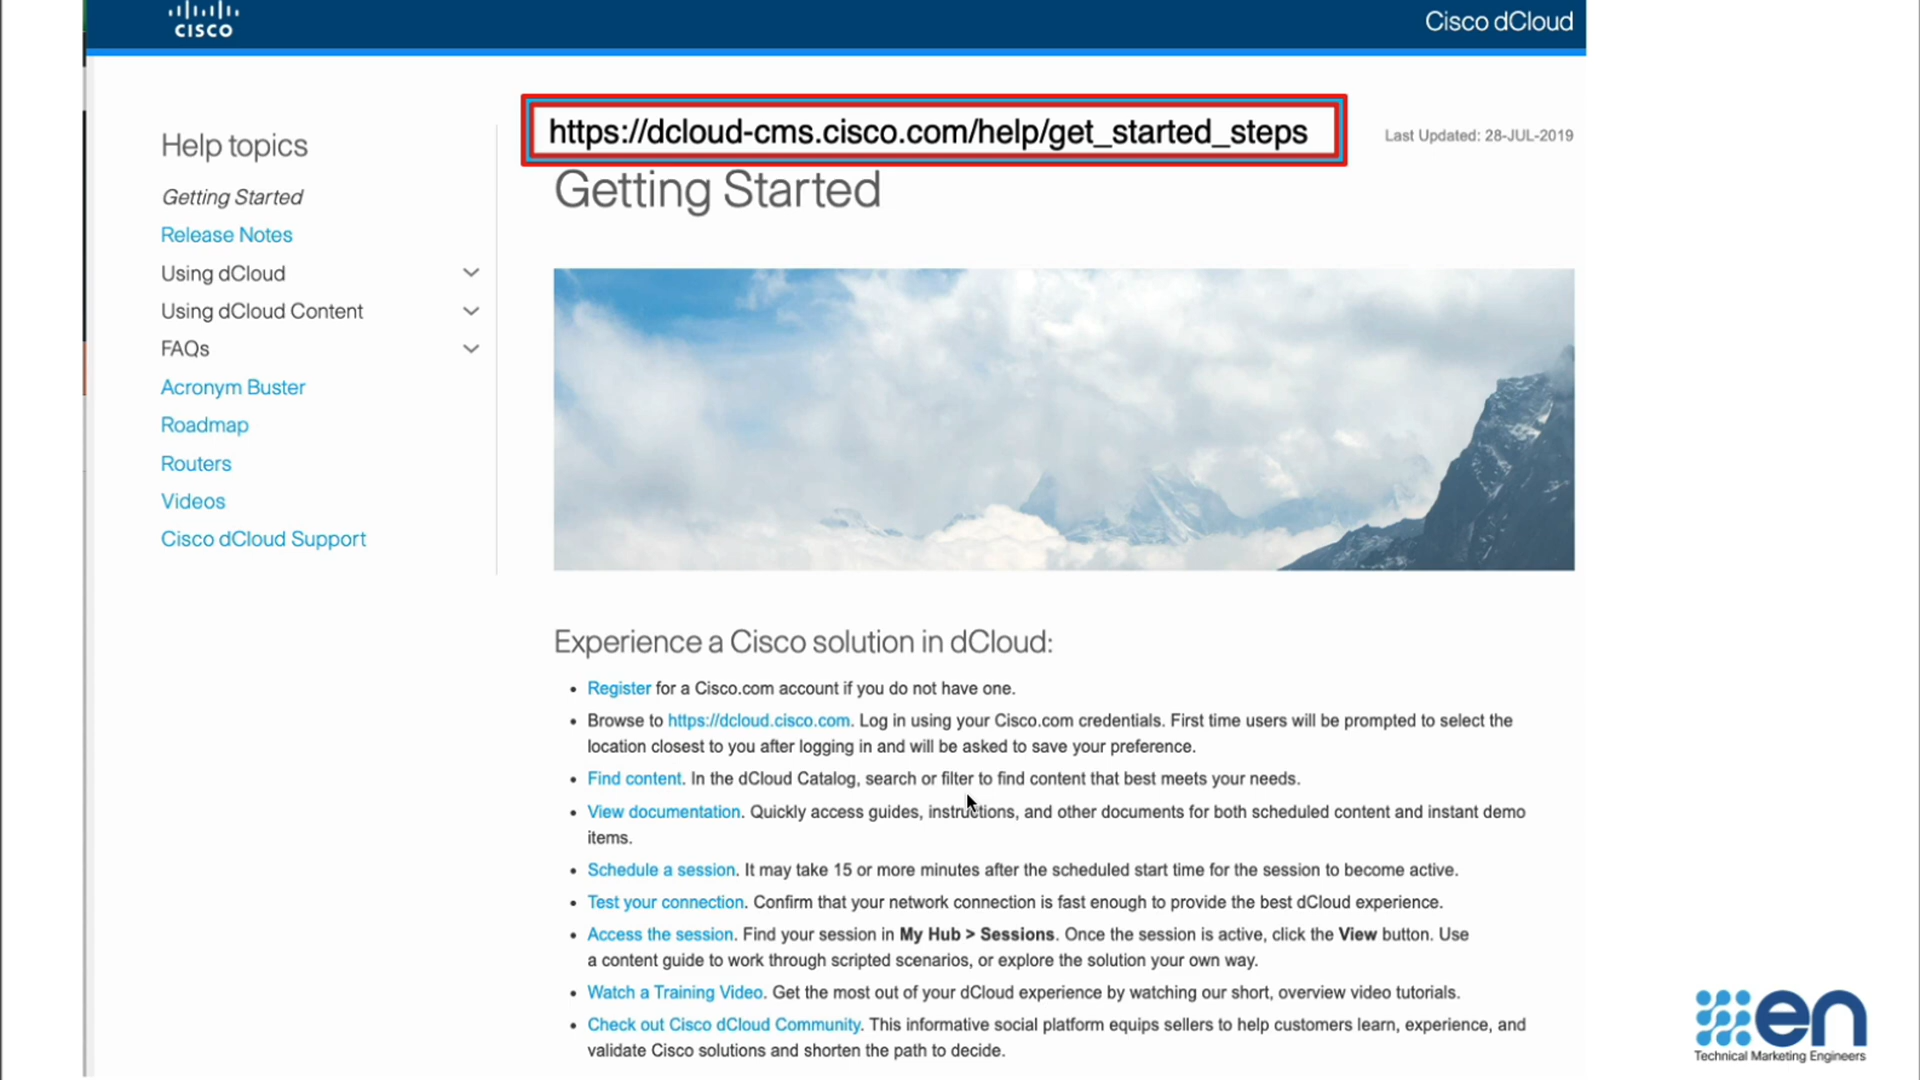 CISCO
Cisco dCloud
https://dcloud-cms.cisco.com/help/get_started_steps
Last Updated: 28-JUL-2019
Help topics
Getting Started
Release Notes
Using dCloud
Using dCloud Content
FAQs
Acronym Buster
Roadmap
Routers
Videos
Cisco dCloud Support
Getting Started
Experience a Cisco solution in dCloud:
• Register for a Cisco.com account if you do not have one.
• Browse to https://dcloud.cisco.com. Log in using your Cisco.com credentials. First time users will be prompted to select the
location closest to you after logging in and will be asked to save your preference.
• Find content. In the dCloud Catalog, search or filter to find content that best meets your needs.
• View documentation. Quickly access guides, instructions, and other documents for both scheduled content and instant demo
items.
• Schedule a session. It may take 15 or more minutes after the scheduled start time for the session to become active.
• Test your connection. Confirm that your network connection is fast enough to provide the best dCloud experience.
• Access the session. Find your session in My Hub > Sessions. Once the session is active, click the View button. Use
a content guide to work through scripted scenarios, or explore the solution your own way.
• Watch a Training Video. Get the most out of your dCloud experience by watching our short, overview video tutorials.
• Check out Cisco dCloud Community. This informative social platform equips sellers to help customers learn, experience, and
validate Cisco solutions and shorten the path to decide.
en
Technical Marketing Engineers